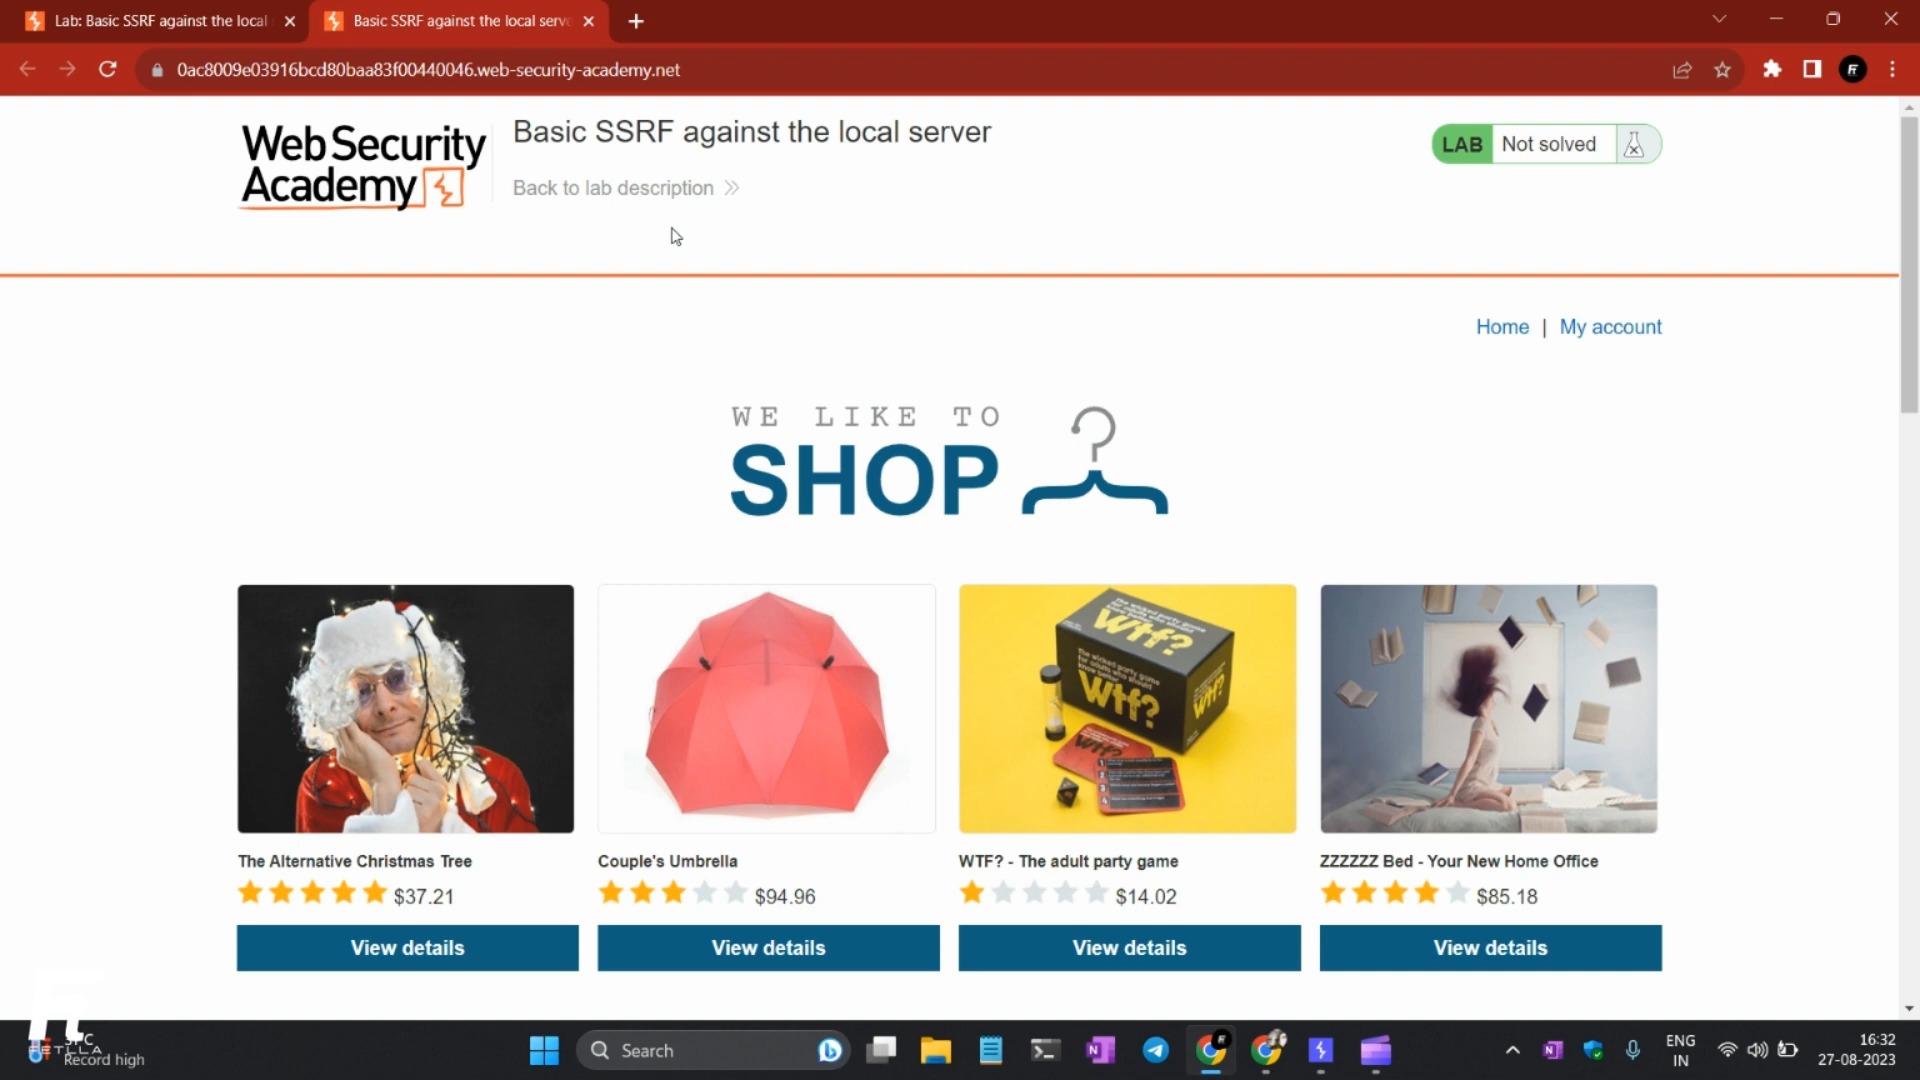 Lab: Basic SSRF against the local
Basic SSRF against the local serve
0ac8009e03916bcd80baa83f00440046.web-security-academy.net
Web Security
Academy
Basic SSRF against the local server
Back to lab description
LAB Not solved
Home | My account
WE LIKE TO
SHOP
Wtf?
Wtf?
The Alternative Christmas Tree
Couple's Umbrella
WTF? - The adult party game
ZZZZZZ Bed - Your New Home Office
$37.21
$94.96
$14.02
$85.18
View details
View details
View details
View details
Record high
Search
ENG
IN
16:32
27-08-2023